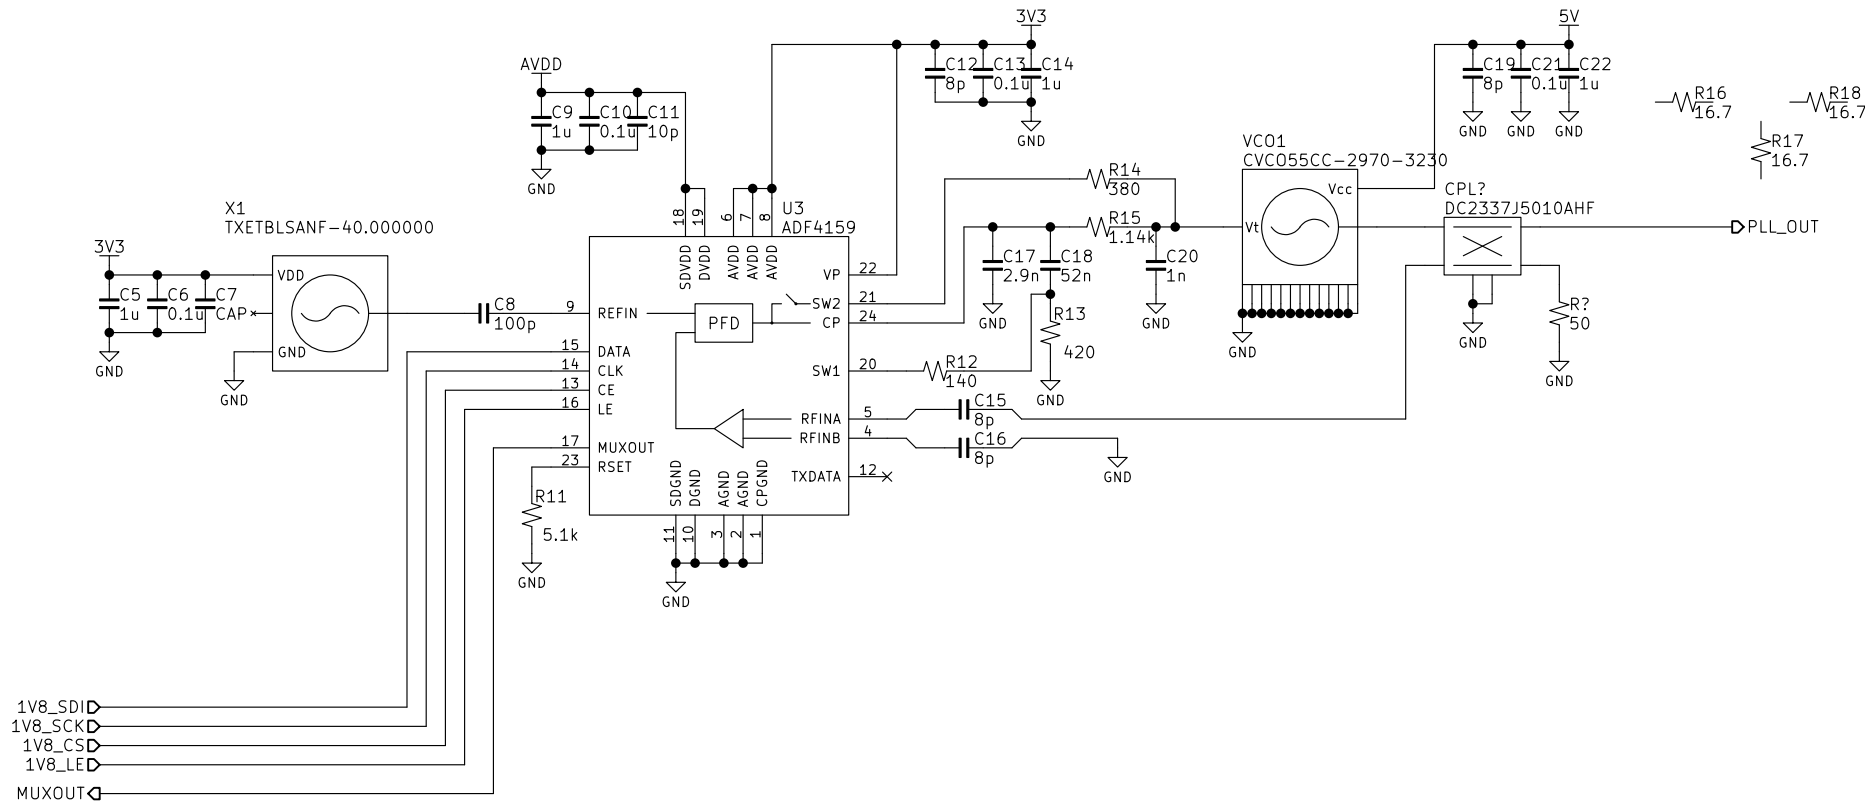 3V3
5V
AVDD
C12
8p
C13
0.1u
C14
1u
GND
C19
8p
C21
0.1u
C22
1u
GND
GND
GND
R16
16.7
R18
16.7
R17
16.7
C9
1u
C10
0.1u
C11
10p
GND
VCO1
CVCO55CC-2970-3230
Vcc
Vt
GND
R14
380
R15
1.14k
CPL?
DC2337J5010AHF
PLL_OUT
GND
R?
50
GND
X1
TXETBLSANF-40.000000
3V3
VDD
CAP
GND
C5
1u
C6
0.1u
C7
GND
GND
C8
100p
U3
ADF4159
18
19
6
7
8
SDVDD
DVDD
AVDD
AVDD
AVDD
VP
22
SW2
21
CP
24
SW1
20
RFINA
5
RFINB
4
TXDATA
12
PFD
9
REFIN
15
DATA
14
CLK
13
CE
16
LE
17
MUXOUT
23
RSET
SDGND
DGND
AGND
AGND
CPGND
11
10
3
2
1
GND
R11
5.1k
GND
C17
2.9n
GND
C18
52n
C20
1n
GND
R13
420
GND
R12
140
C15
8p
C16
8p
GND
1V8_SDI
1V8_SCK
1V8_CS
1V8_LE
MUXOUT